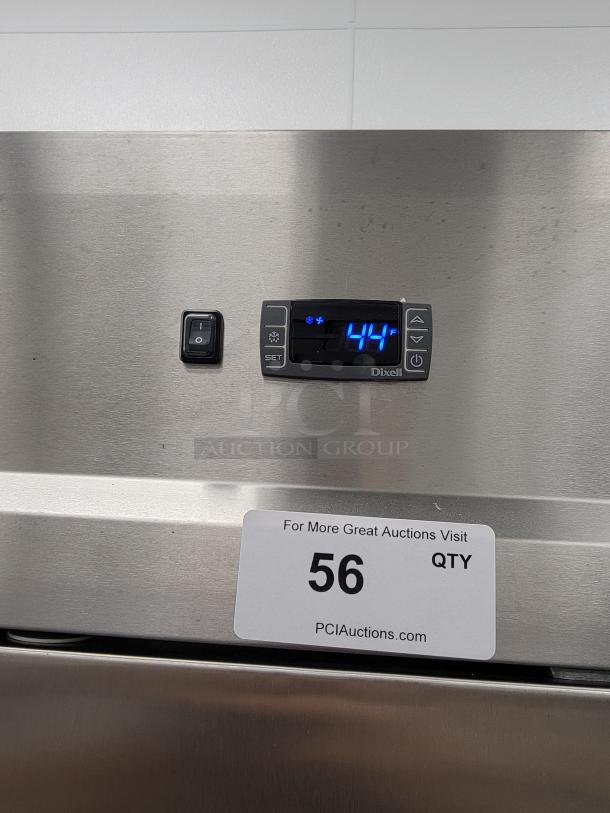 44°F
SET
Dixell
PCI
AUCTION GROUP
For More Great Auctions Visit
56 QTY
PCIAuctions.com